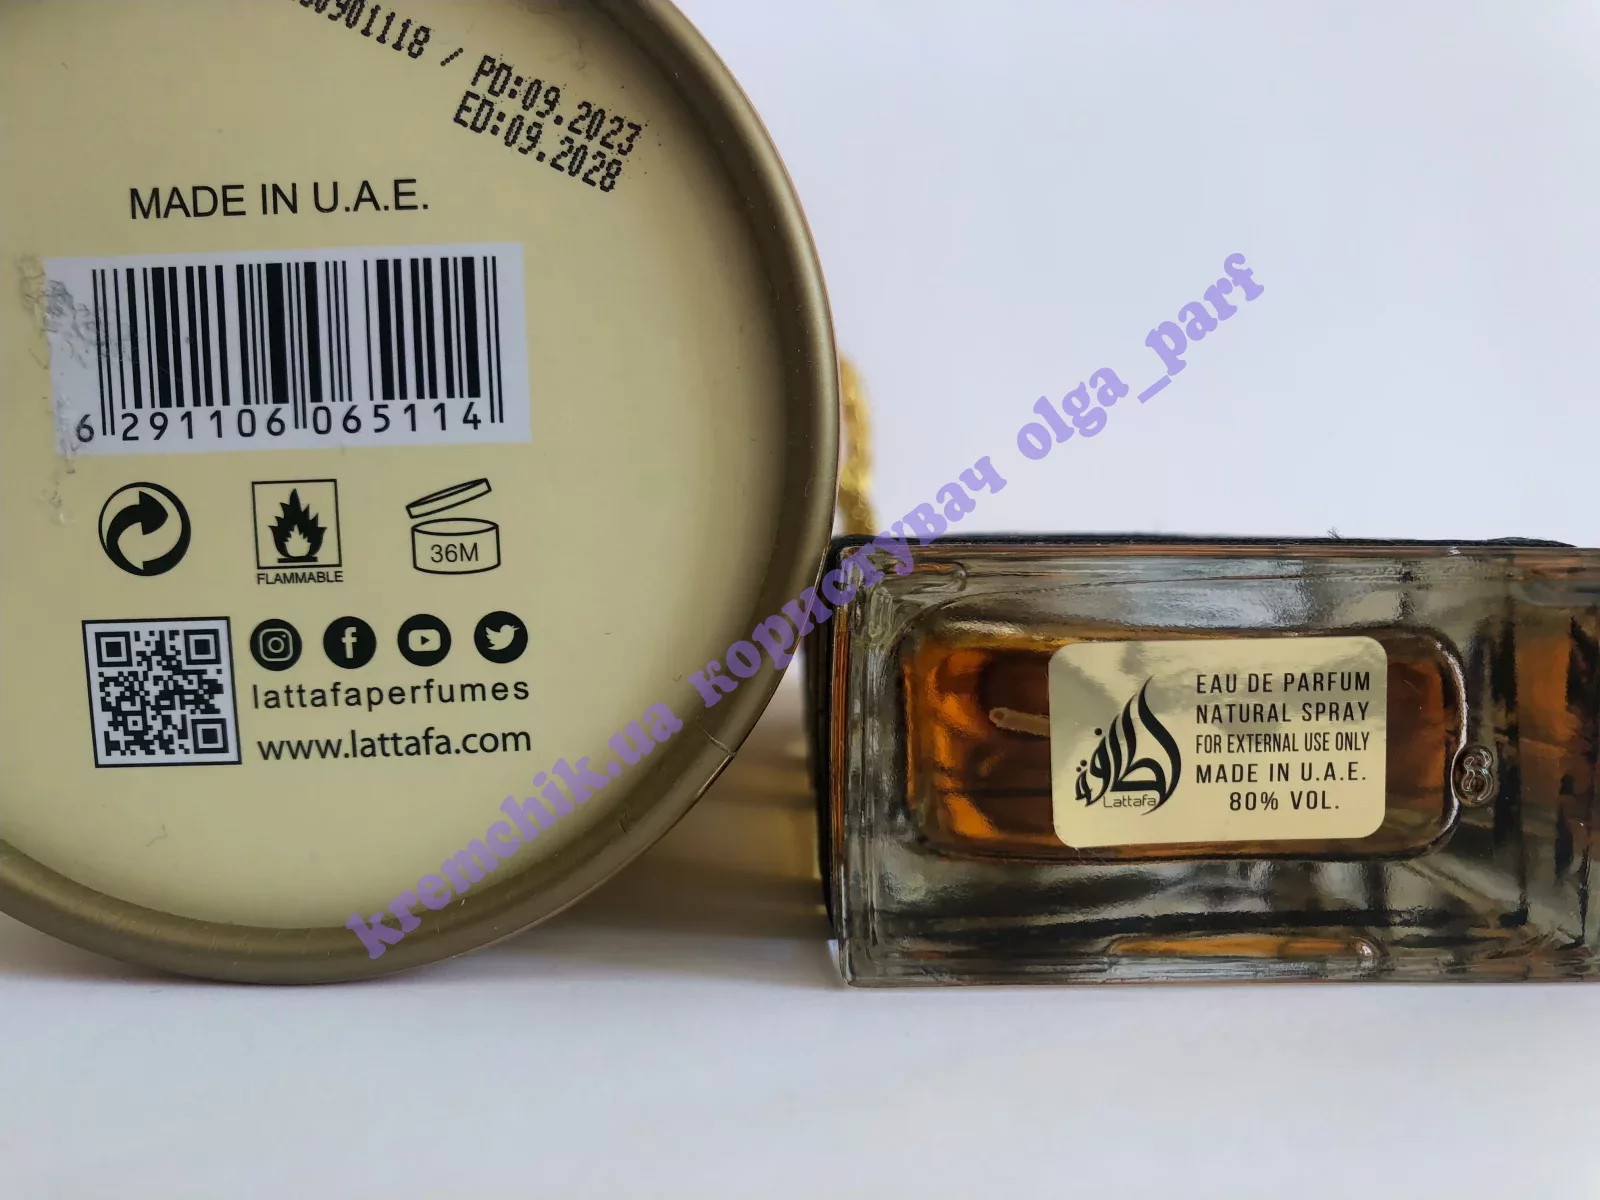 / PD:09.2023
ED:09.2028
MADE IN U.A.E.
6 291106 065114
FLAMMABLE
36M
lattafaperfumes
www.lattafa.com
kremchik.ua користувач olga_parf
EAU DE PARFUM
NATURAL SPRAY
FOR EXTERNAL USE ONLY
MADE IN U.A.E.
80% VOL.
لطافة
Lattafa